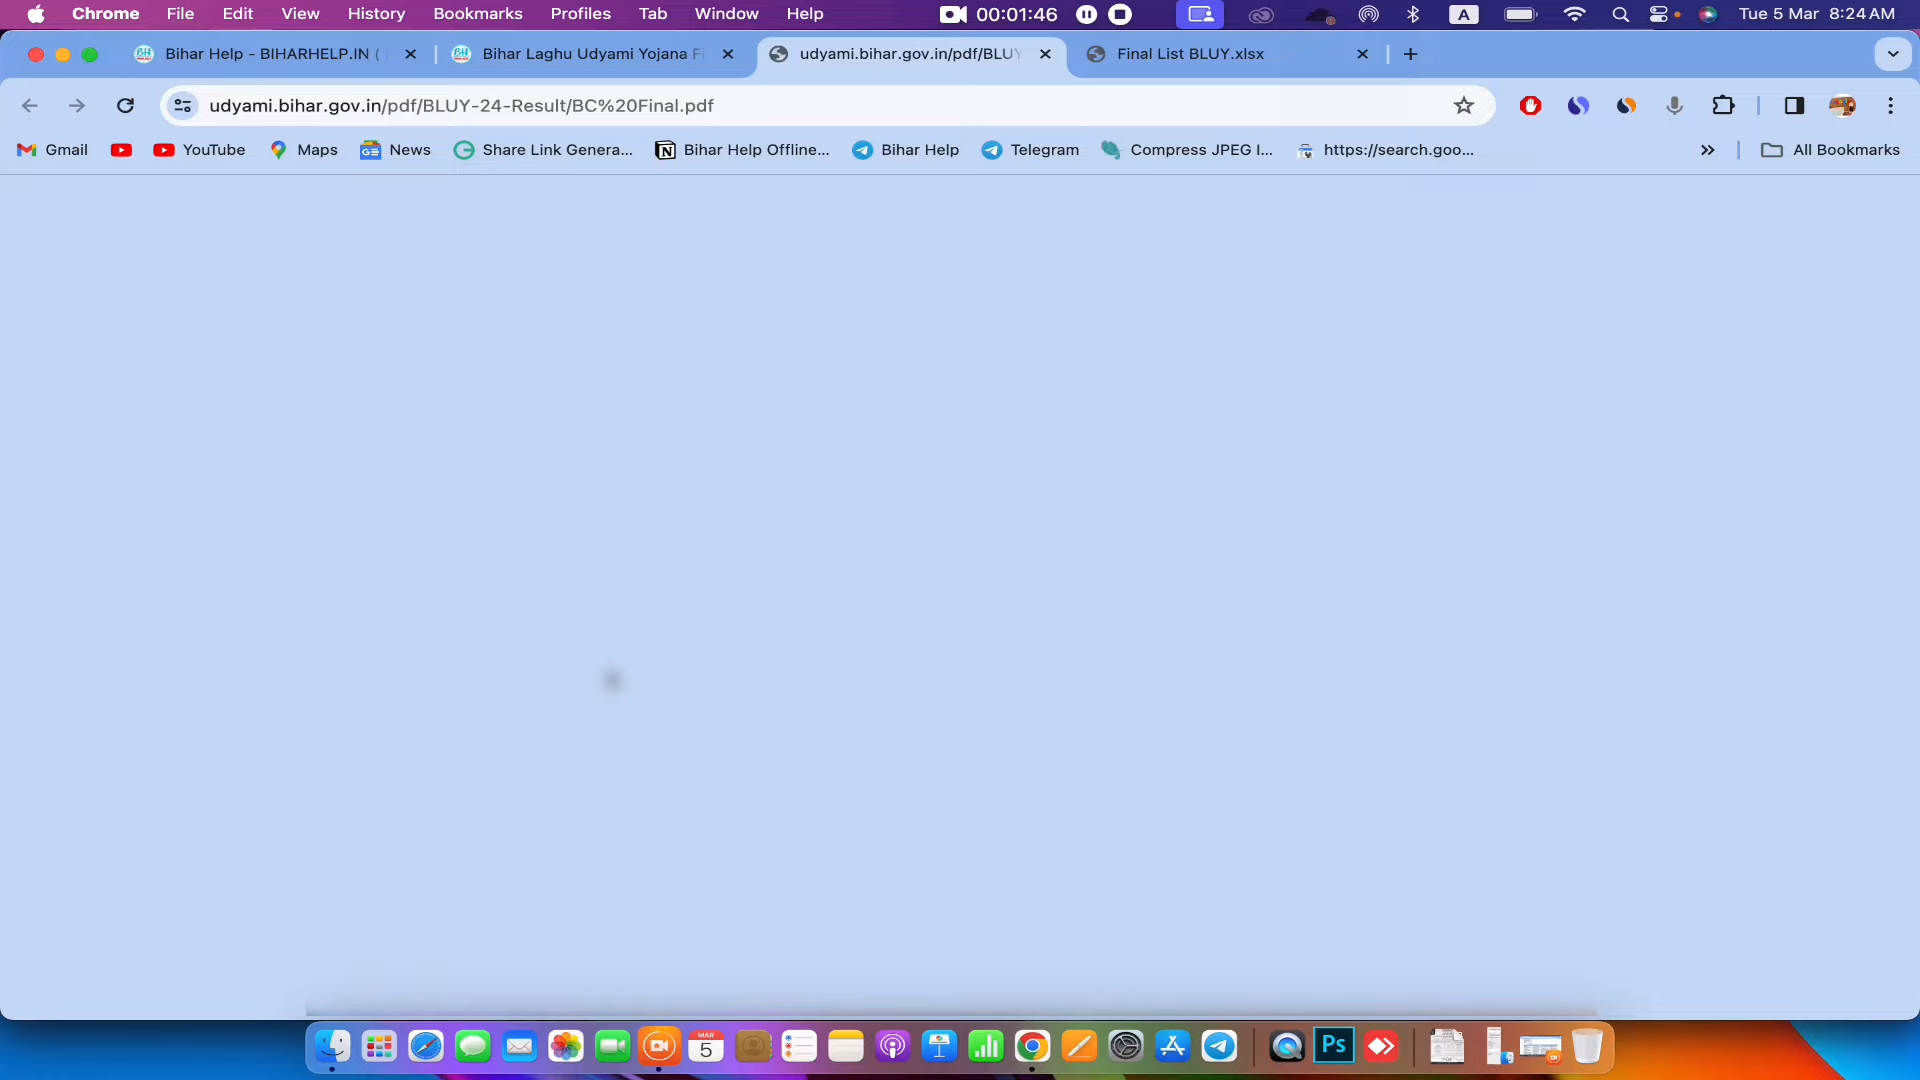 Chrome File Edit View History Bookmarks Profiles Tab Window Help 00:01:46 A Tue 5 Mar 8:24 AM
Bihar Help - BIHARHELP.IN ( Bihar Laghu Udyami Yojana Fi udyami.bihar.gov.in/pdf/BLUY Final List BLUY.xlsx
udyami.bihar.gov.in/pdf/BLUY-24-Result/BC%20Final.pdf
Gmail YouTube Maps News Share Link Genera... Bihar Help Offline... Bihar Help Telegram Compress JPEG I... https://search.goo... All Bookmarks
MAR
5 Ps